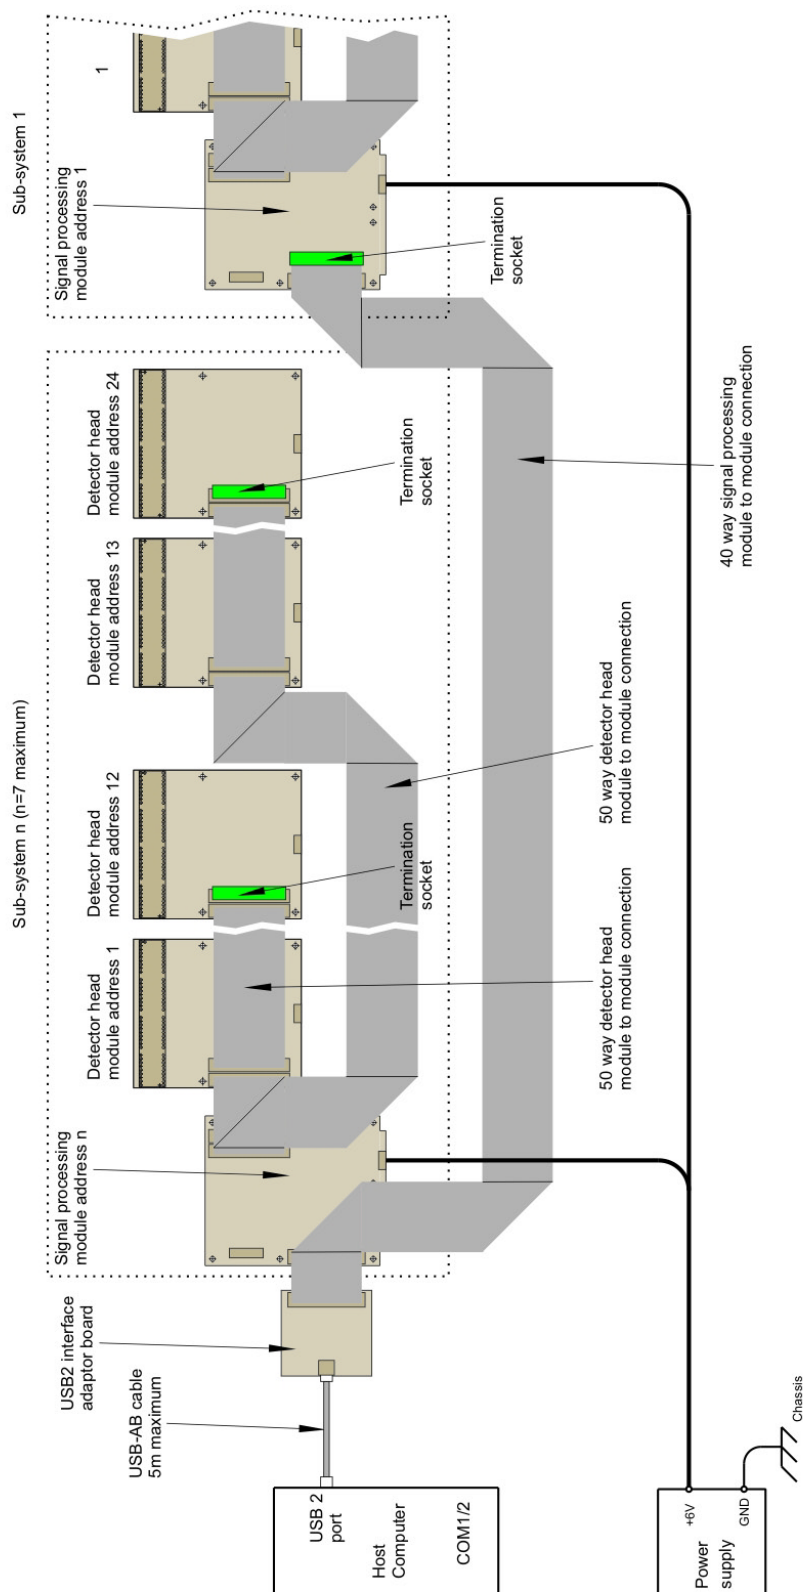 Sub-system n (n=7 maximum)
Sub-system 1
USB2 interface
adaptor board
Signal processing
module address n
Detector head
module address 1
Detector head
module address 12
Detector head
module address 13
Detector head
module address 24
Signal processing
module address 1
1
USB-AB cable
5m maximum
Termination
socket
Termination
socket
Termination
socket
USB 2
port
Host
Computer
COM1/2
50 way detector head
module to module connection
50 way detector head
module to module connection
40 way signal processing
module to module connection
Power
supply
+6V
GND
Chassis